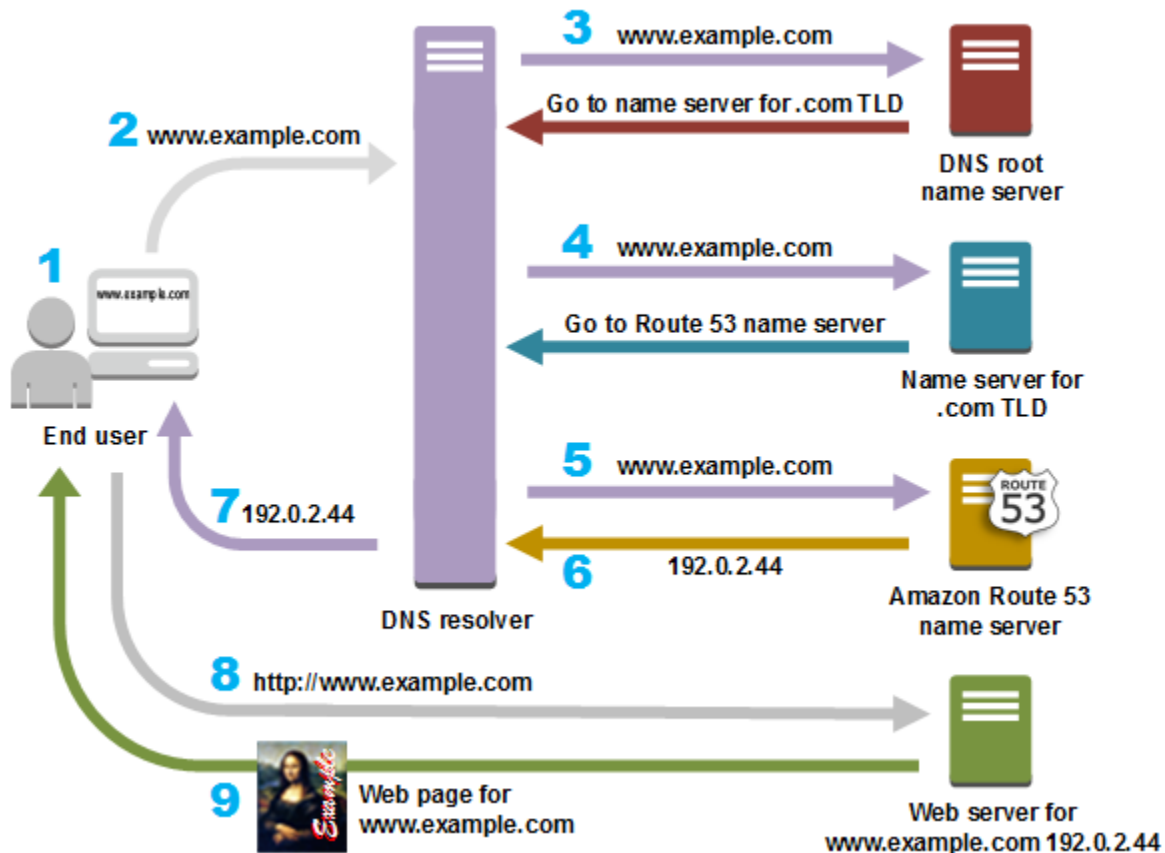 3 www.example.com
Go to name server for .com TLD
DNS root
name server
2 www.example.com
1
www.example.com
End user
4 www.example.com
Go to Route 53 name server
Name server for
.com TLD
5 www.example.com
ROUTE
53
6 192.0.2.44
Amazon Route 53
name server
7 192.0.2.44
DNS resolver
8 http://www.example.com
9
Example
Web page for
www.example.com
Web server for
www.example.com 192.0.2.44